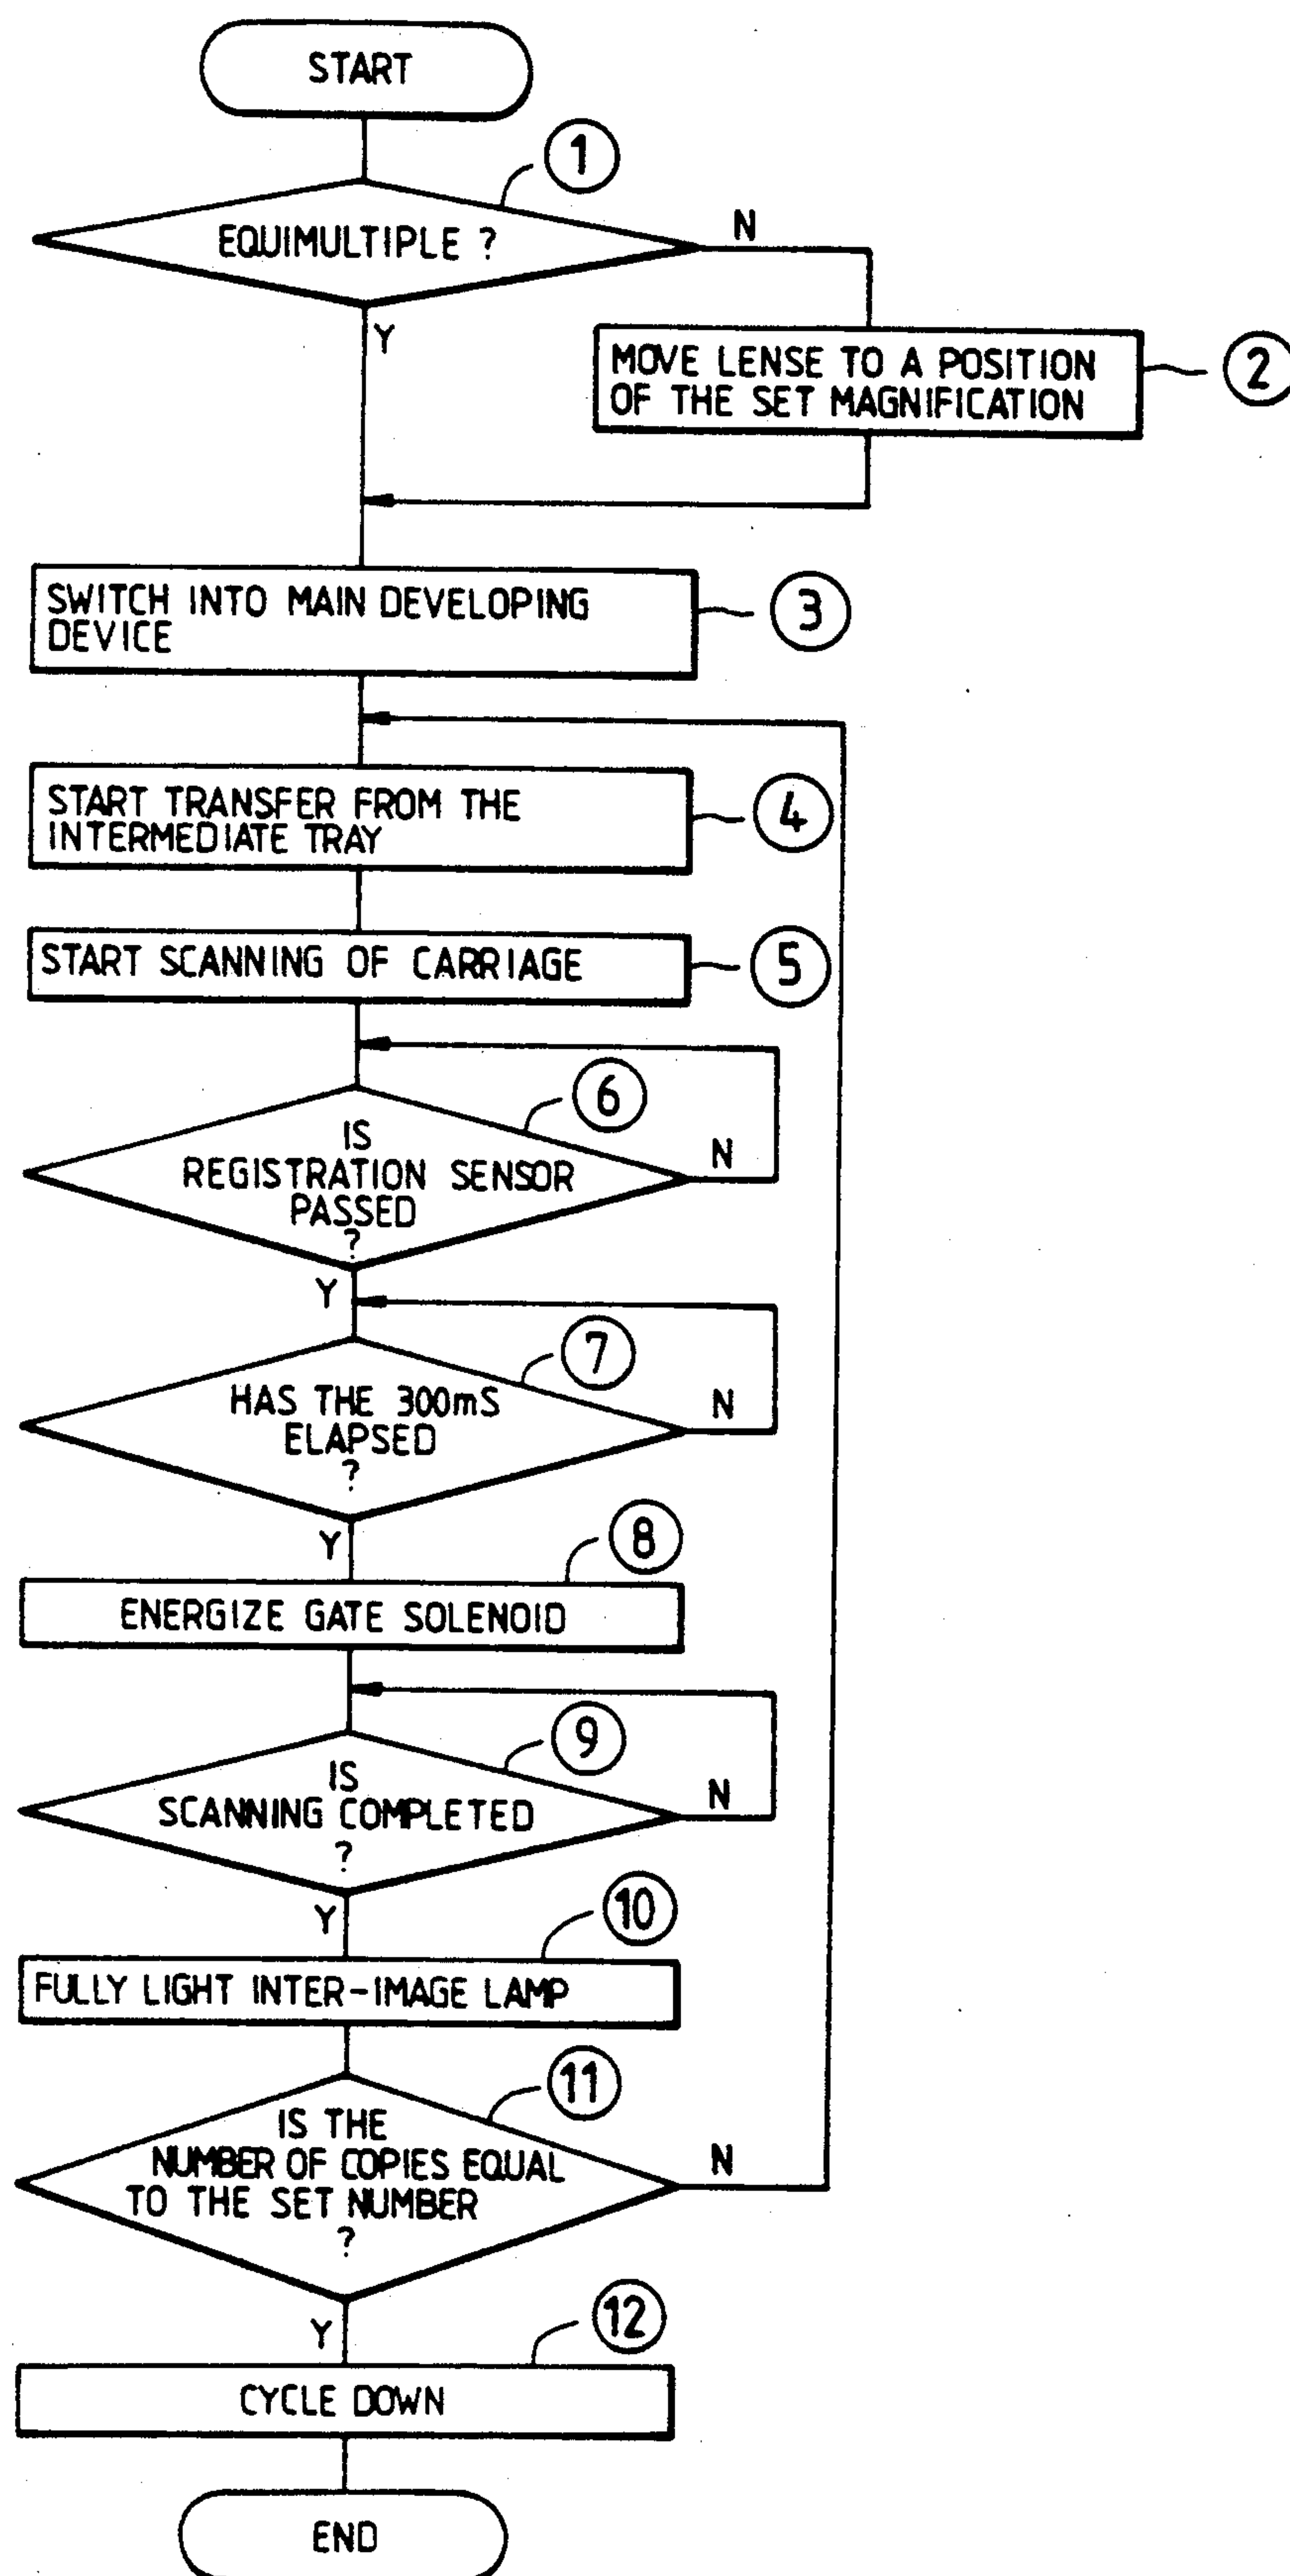 START
1
EQUIMULTIPLE ?
N
Y
MOVE LENSE TO A POSITION
OF THE SET MAGNIFICATION
2
SWITCH INTO MAIN DEVELOPING
DEVICE
3
START TRANSFER FROM THE
INTERMEDIATE TRAY
4
START SCANNING OF CARRIAGE
5
6
IS
REGISTRATION SENSOR
PASSED
?
N
Y
7
HAS THE 300mS
ELAPSED
?
N
Y
8
ENERGIZE GATE SOLENOID
9
IS
SCANNING COMPLETED
?
N
Y
10
FULLY LIGHT INTER-IMAGE LAMP
11
IS THE
NUMBER OF COPIES EQUAL
TO THE SET NUMBER
?
N
Y
12
CYCLE DOWN
END